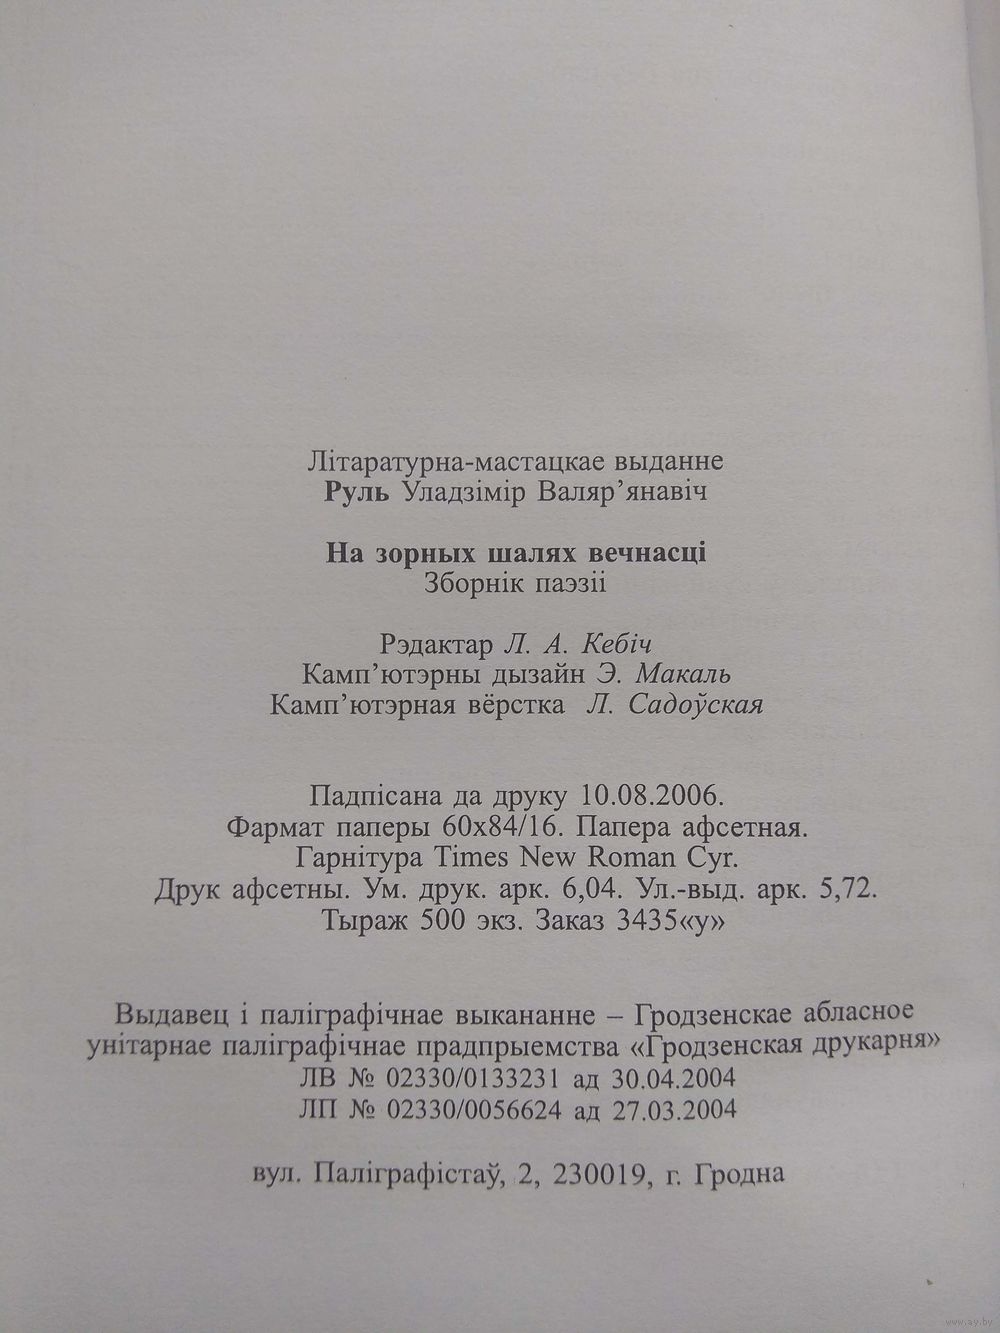 Літаратурна-мастацкае выданне
Руль Уладзімір Валяр’янавіч
На зорных шалях вечнасці
Зборнік паэзіі
Рэдактар Л. А. Кебіч
Камп’ютэрны дызайн Э. Макаль
Камп’ютэрная вёрстка Л. Садоўская
Падпісана да друку 10.08.2006.
Фармат паперы 60х84/16. Папера афсетная.
Гарнітура Times New Roman Cyr.
Друк афсетны. Ум. друк. арк. 6,04. Ул.-выд. арк. 5,72.
Тыраж 500 экз. Заказ 3435«у»
Выдавец і паліграфічнае выкананне – Гродзенскае абласное
унітарнае паліграфічнае прадпрыемства «Гродзенская друкарня»
ЛВ № 02330/0133231 ад 30.04.2004
ЛП № 02330/0056624 ад 27.03.2004
вул. Паліграфістаў, 2, 230019, г. Гродна
www.ay.by